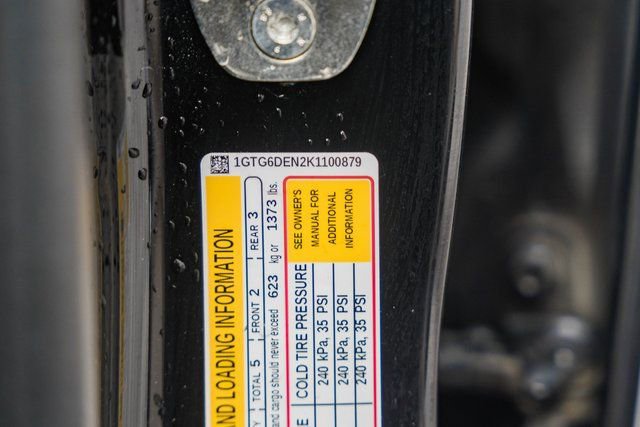 1GTG6DEN2K1100879
AND LOADING INFORMATION
TOTAL 5 FRONT 2 REAR 3
and cargo should never exceed 623 kg or 1373 lbs.
COLD TIRE PRESSURE
240 kPa, 35 PSI
240 kPa, 35 PSI
240 kPa, 35 PSI
SEE OWNER'S
MANUAL FOR
ADDITIONAL
INFORMATION